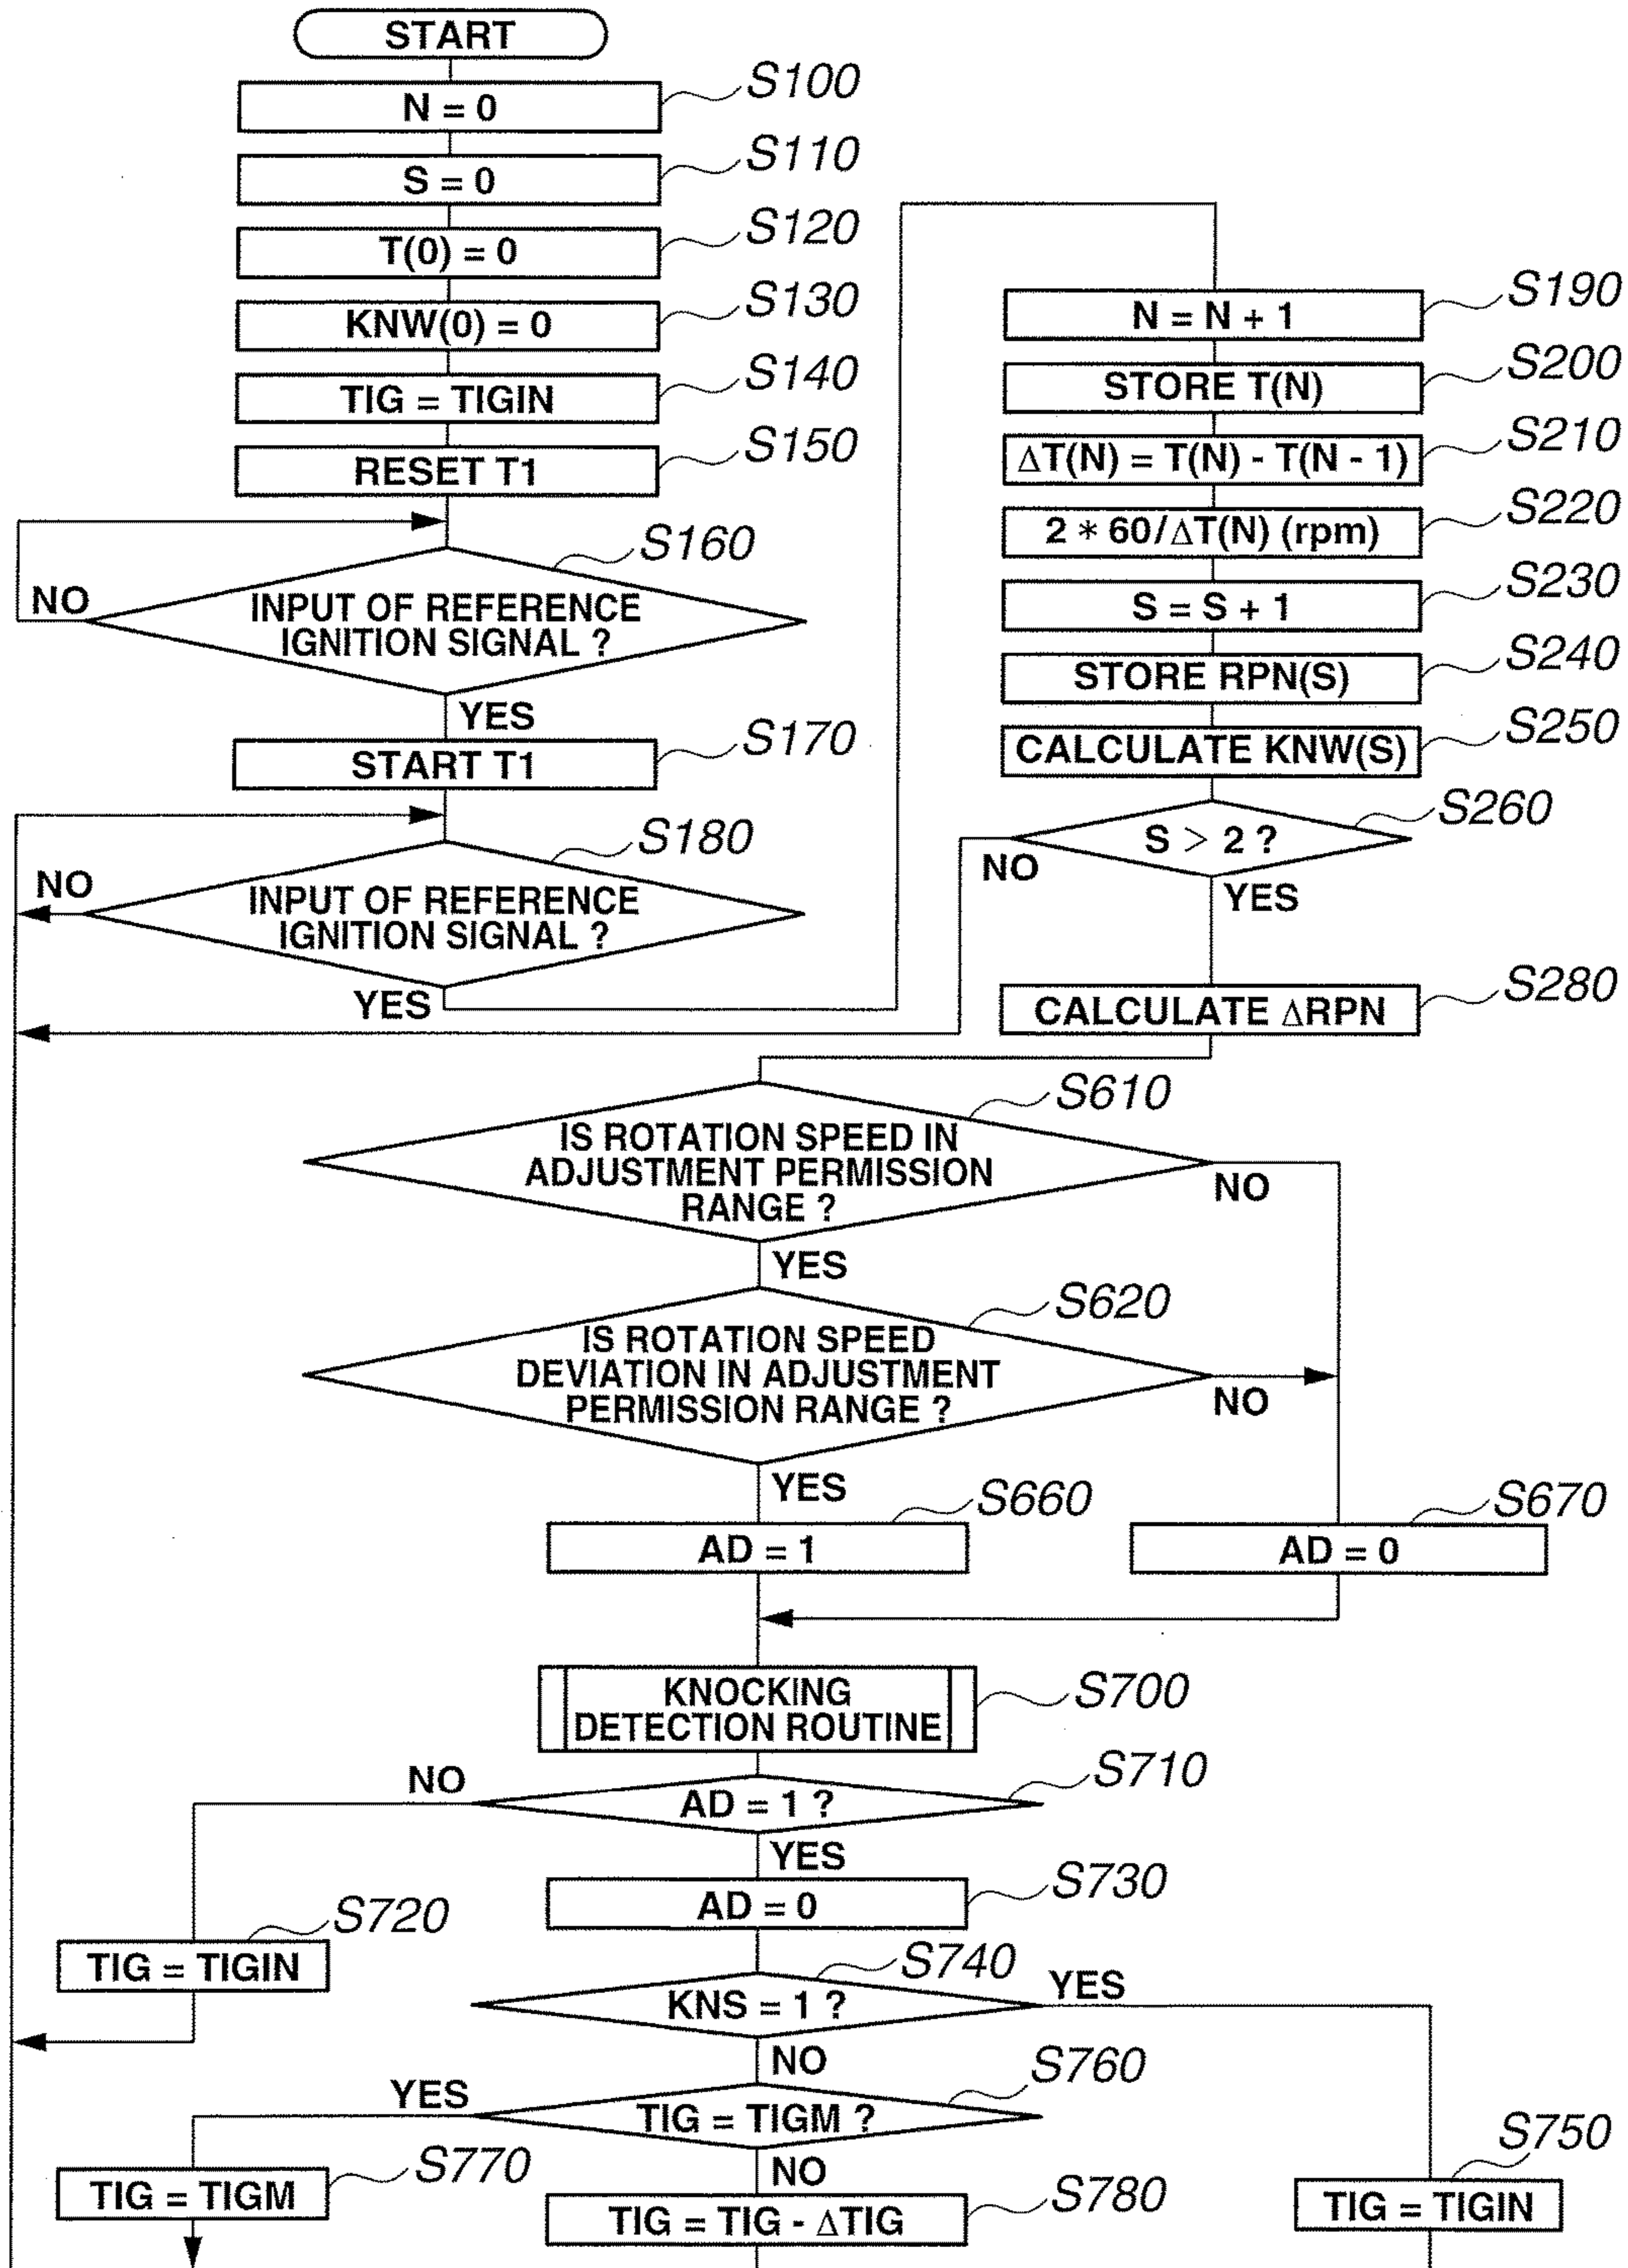 START
N = 0
S100
S = 0
S110
T(0) = 0
S120
KNW(0) = 0
S130
TIG = TIGIN
S140
RESET T1
S150
S160
NO
INPUT OF REFERENCE
IGNITION SIGNAL ?
YES
START T1
S170
S180
NO
INPUT OF REFERENCE
IGNITION SIGNAL ?
YES
N = N + 1
S190
STORE T(N)
S200
ΔT(N) = T(N) - T(N - 1)
S210
2 * 60/ΔT(N) (rpm)
S220
S = S + 1
S230
STORE RPN(S)
S240
CALCULATE KNW(S)
S250
S > 2 ?
S260
NO
YES
CALCULATE ΔRPN
S280
S610
IS ROTATION SPEED IN
ADJUSTMENT PERMISSION
RANGE ?
NO
YES
S620
IS ROTATION SPEED
DEVIATION IN ADJUSTMENT
PERMISSION RANGE ?
NO
YES
S660
AD = 1
S670
AD = 0
KNOCKING
DETECTION ROUTINE
S700
NO
AD = 1 ?
S710
YES
AD = 0
S730
S720
TIG = TIGIN
S740
KNS = 1 ?
YES
NO
YES
TIG = TIGM ?
S760
NO
S770
TIG = TIGM
S780
TIG = TIG - ΔTIG
S750
TIG = TIGIN